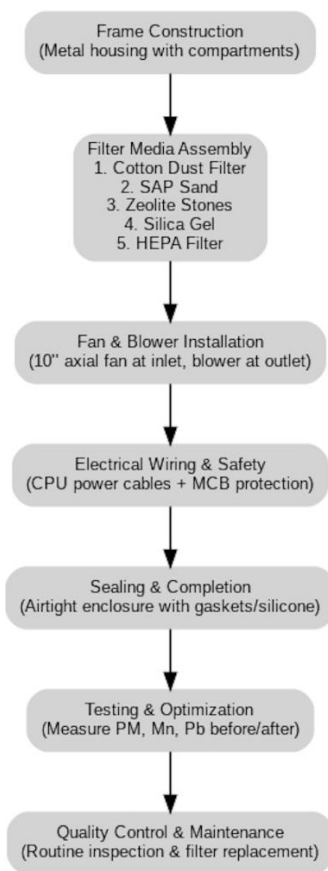 Frame Construction
(Metal housing with compartments)
Filter Media Assembly
1. Cotton Dust Filter
2. SAP Sand
3. Zeolite Stones
4. Silica Gel
5. HEPA Filter
Fan & Blower Installation
(10" axial fan at inlet, blower at outlet)
Electrical Wiring & Safety
(CPU power cables + MCB protection)
Sealing & Completion
(Airtight enclosure with gaskets/silicone)
Testing & Optimization
(Measure PM, Mn, Pb before/after)
Quality Control & Maintenance
(Routine inspection & filter replacement)